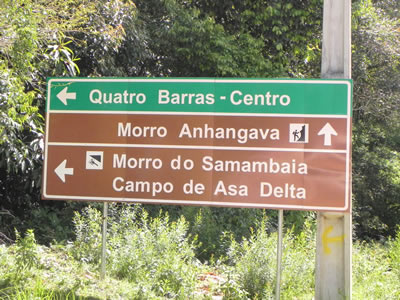 Quatro Barras - Centro
Morro Anhangava
Morro do Samambaia
Campo de Asa Delta